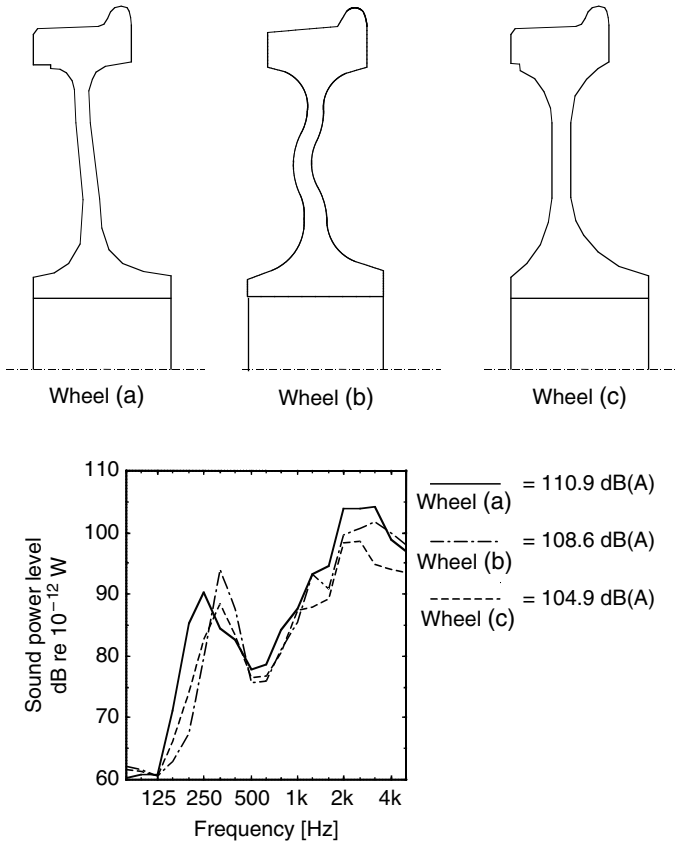 Wheel (a)
Wheel (b)
Wheel (c)
110
100
90
80
70
60
Sound power level
dB re 10⁻¹² W
125 250 500 1k 2k 4k
Frequency [Hz]
= 110.9 dB(A)
Wheel (a)
= 108.6 dB(A)
Wheel (b)
= 104.9 dB(A)
Wheel (c)